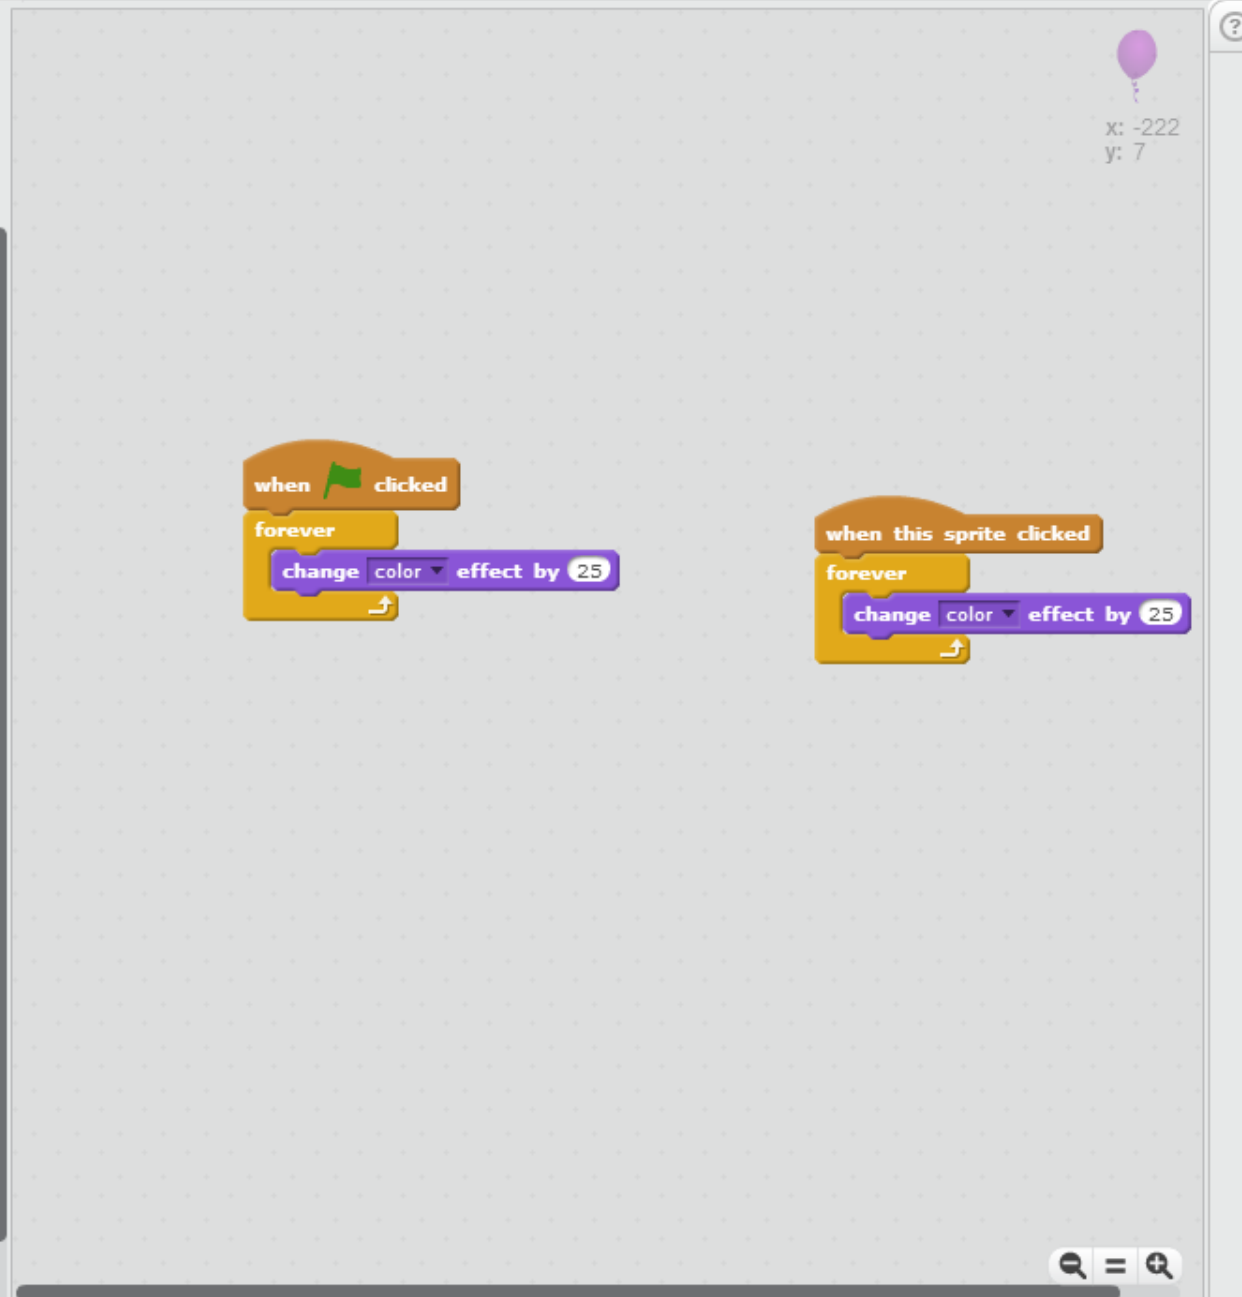 ?
x: -222
y: 7
when clicked
forever
change color effect by 25
when this sprite clicked
forever
change color effect by 25